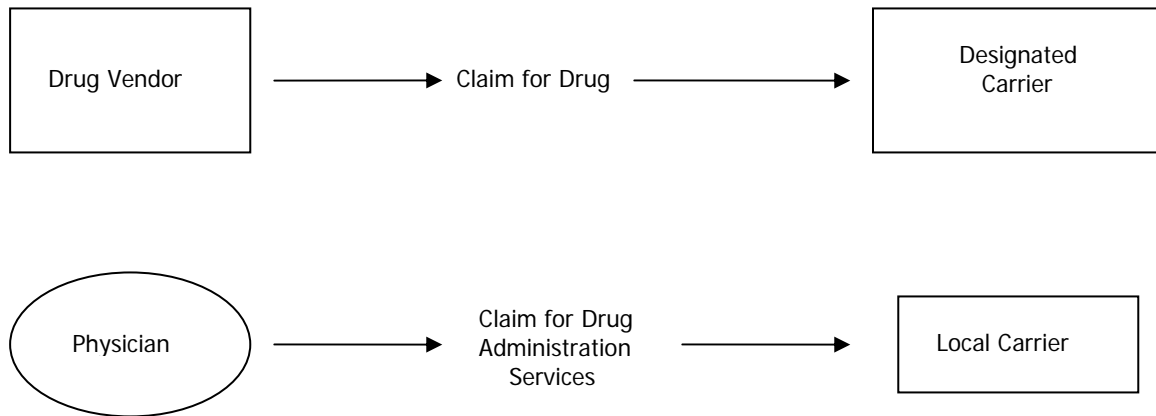 Drug Vendor
Claim for Drug
Designated
Carrier
Physician
Claim for Drug
Administration
Services
Local Carrier